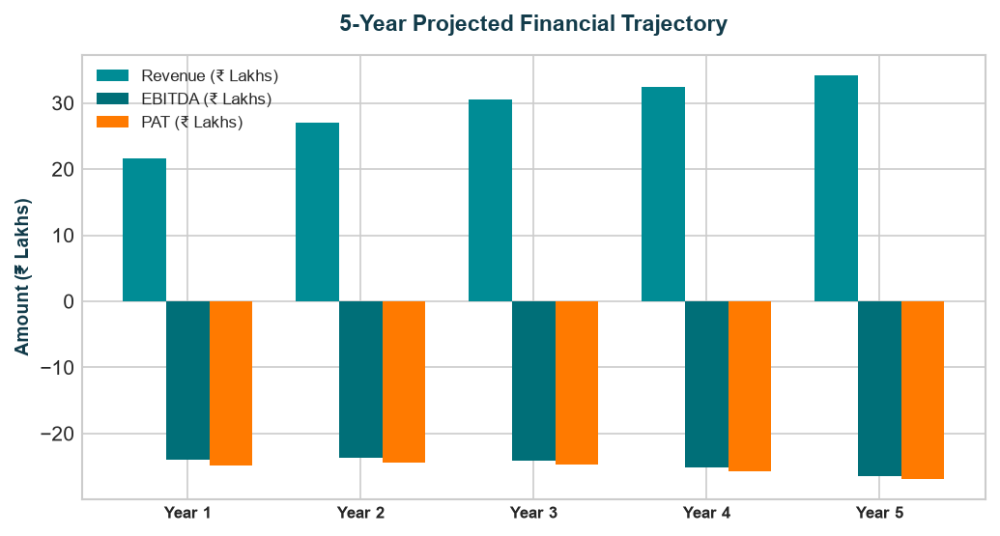 5-Year Projected Financial Trajectory
Revenue (₹ Lakhs)
EBITDA (₹ Lakhs)
PAT (₹ Lakhs)
Amount (₹ Lakhs)
30
20
10
0
−10
−20
Year 1
Year 2
Year 3
Year 4
Year 5